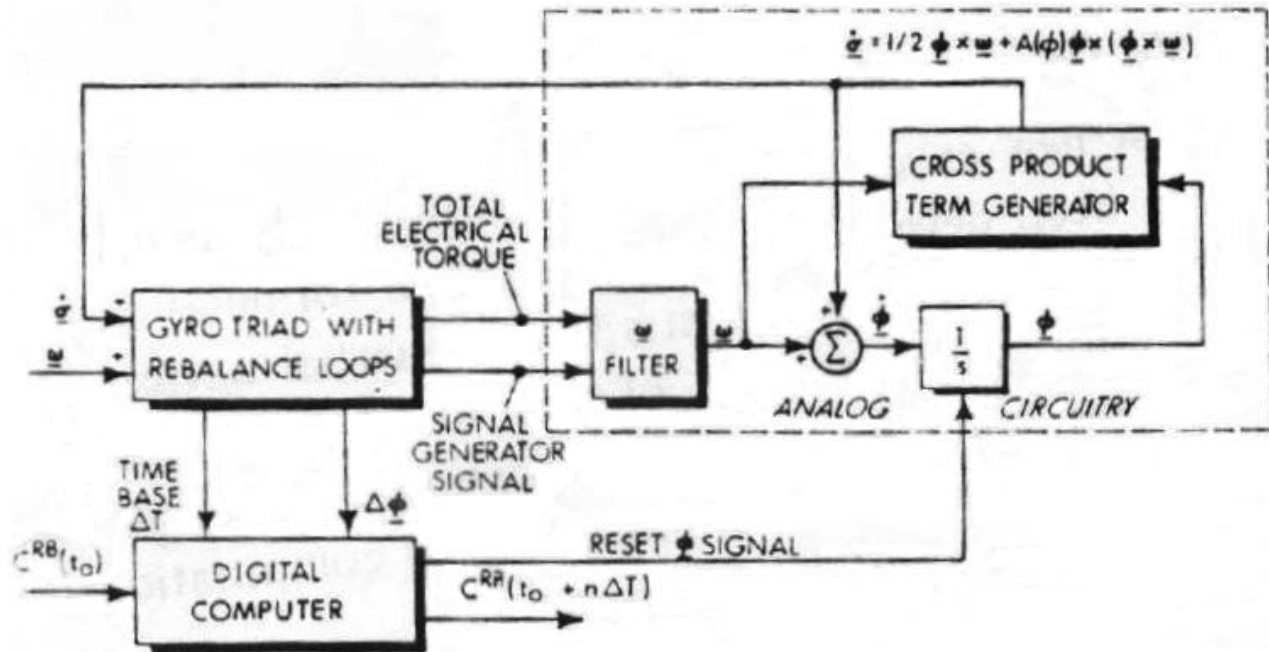 σ̇ = 1/2 ϕ × ω + A(ϕ)ϕ × (ϕ × ω)
CROSS PRODUCT
TERM GENERATOR
TOTAL
ELECTRICAL
TORQUE
σ̇
+
GYRO TRIAD WITH
REBALANCE LOOPS
ω
+
ω
FILTER
ω
+
+
Σ
ϕ̇
1
s
ϕ
ANALOG CIRCUITRY
SIGNAL
GENERATOR
SIGNAL
TIME
BASE
ΔT
Δϕ
C^RB(t₀)
DIGITAL
COMPUTER
RESET ϕ SIGNAL
C^RB(t₀ + nΔT)